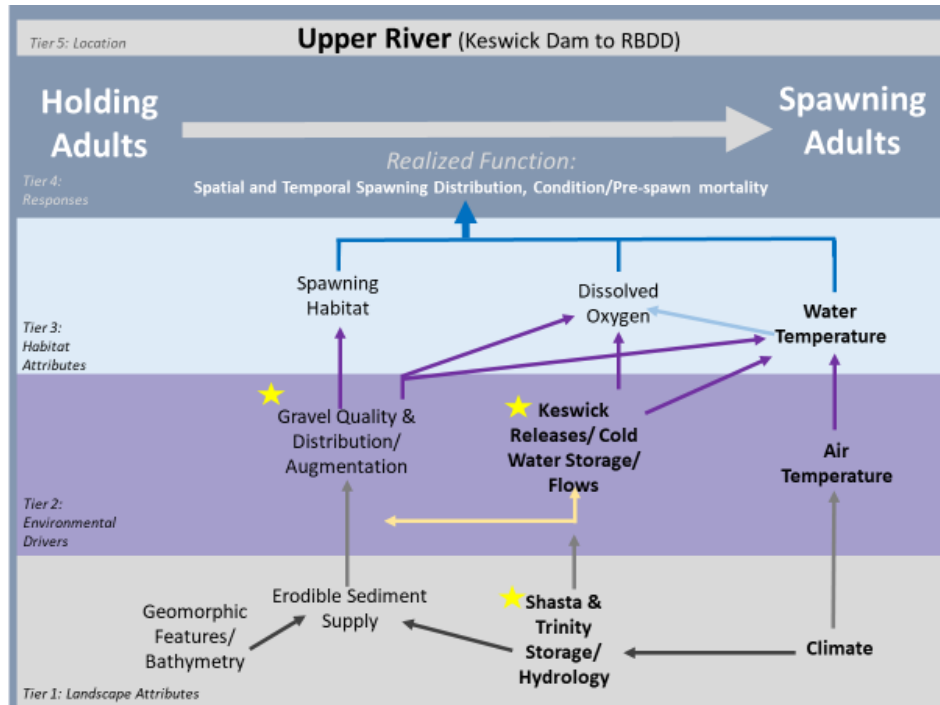 Tier 5: Location
Upper River (Keswick Dam to RBDD)
Holding
Adults
Spawning
Adults
Realized Function:
Tier 4:
Responses
Spatial and Temporal Spawning Distribution, Condition/Pre-spawn mortality
Spawning
Habitat
Dissolved
Oxygen
Water
Temperature
Tier 3:
Habitat
Attributes
Gravel Quality &
Distribution/
Augmentation
Keswick
Releases/ Cold
Water Storage/
Flows
Air
Temperature
Tier 2:
Environmental
Drivers
Geomorphic
Features/
Bathymetry
Erodible Sediment
Supply
Shasta &
Trinity
Storage/
Hydrology
Climate
Tier 1: Landscape Attributes